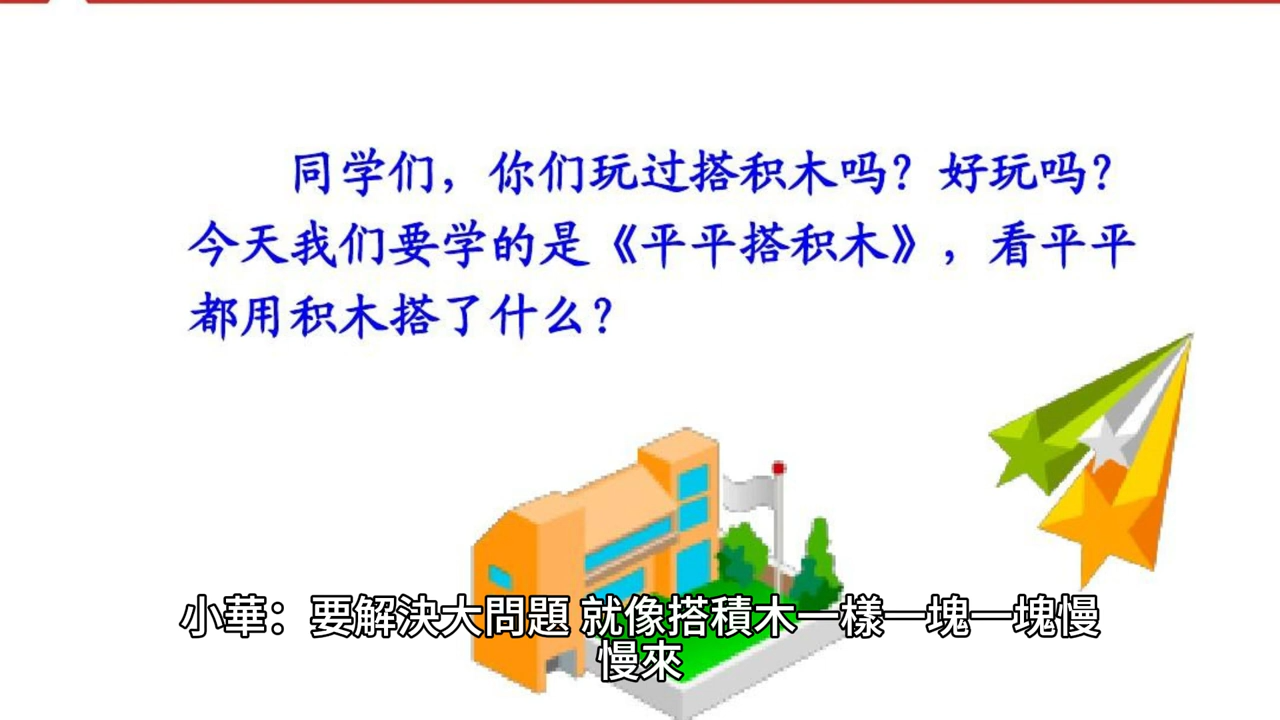 同学们，你们玩过搭积木吗？好玩吗？
今天我们要学的是《平平搭积木》，看平平
都用积木搭了什么？
小華：要解決大問題 就像搭積木一樣一塊一塊慢
慢來